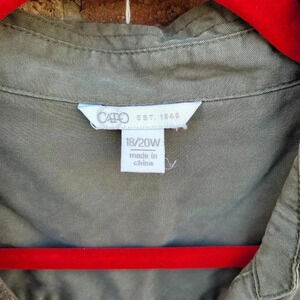 CATO EST. 1946
18/20W
made in
china